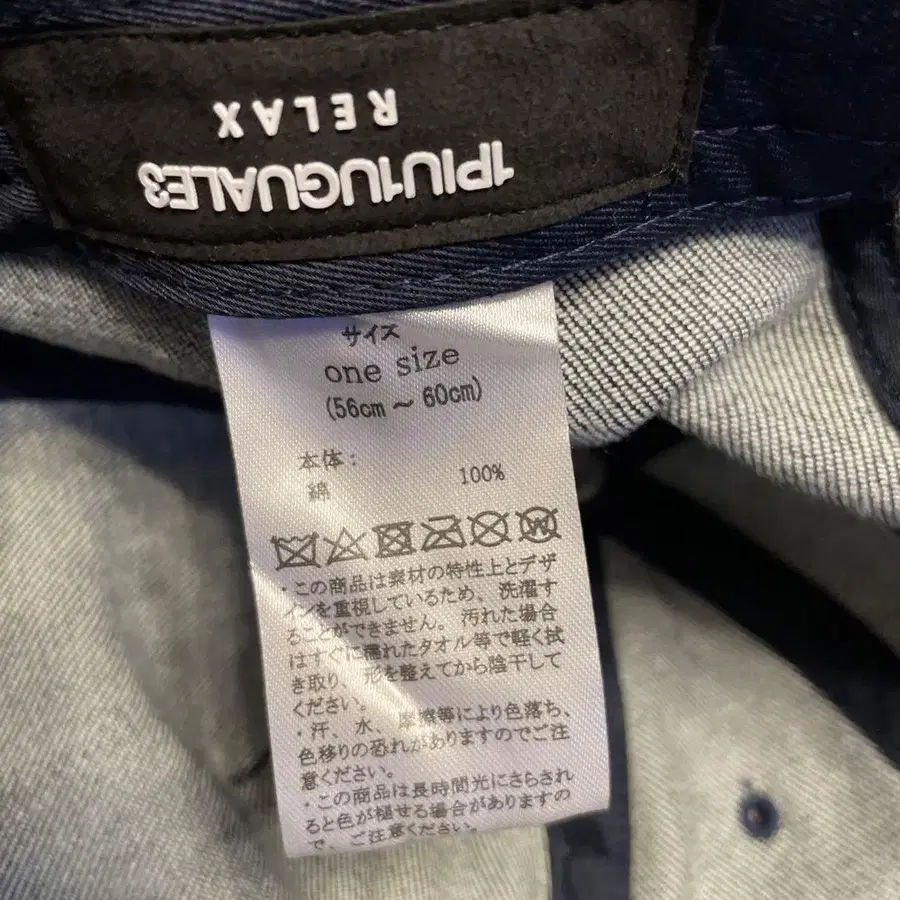 1PIU1UGUALE3
RELAX
サイズ
one size
(56cm ～ 60cm)
本体：
綿 100%
・この商品は素材の特性上とデザ
インを重視しているため、洗濯す
ることができません。汚れた場合
はすぐに濡れたタオル等で軽く拭
き取り、形を整えてから陰干して
ください。
・汗、水、摩擦等により色落ち、
色移りの恐れがありますのでご注
意ください。
・この商品は長時間光にさらされ
ると色が褪せる場合がありますの
で、ご注意ください。